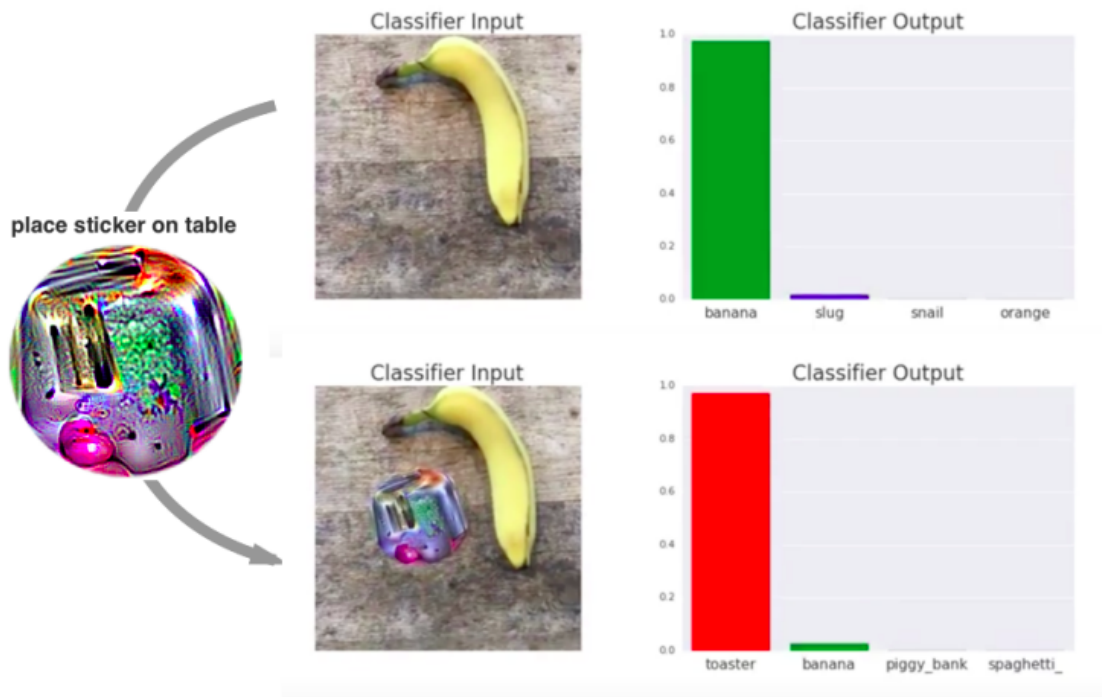 Classifier Input
Classifier Output
1.0
0.8
0.6
0.4
0.2
0.0
banana slug snail orange
place sticker on table
Classifier Input
Classifier Output
1.0
0.8
0.6
0.4
0.2
0.0
toaster banana piggy_bank spaghetti_